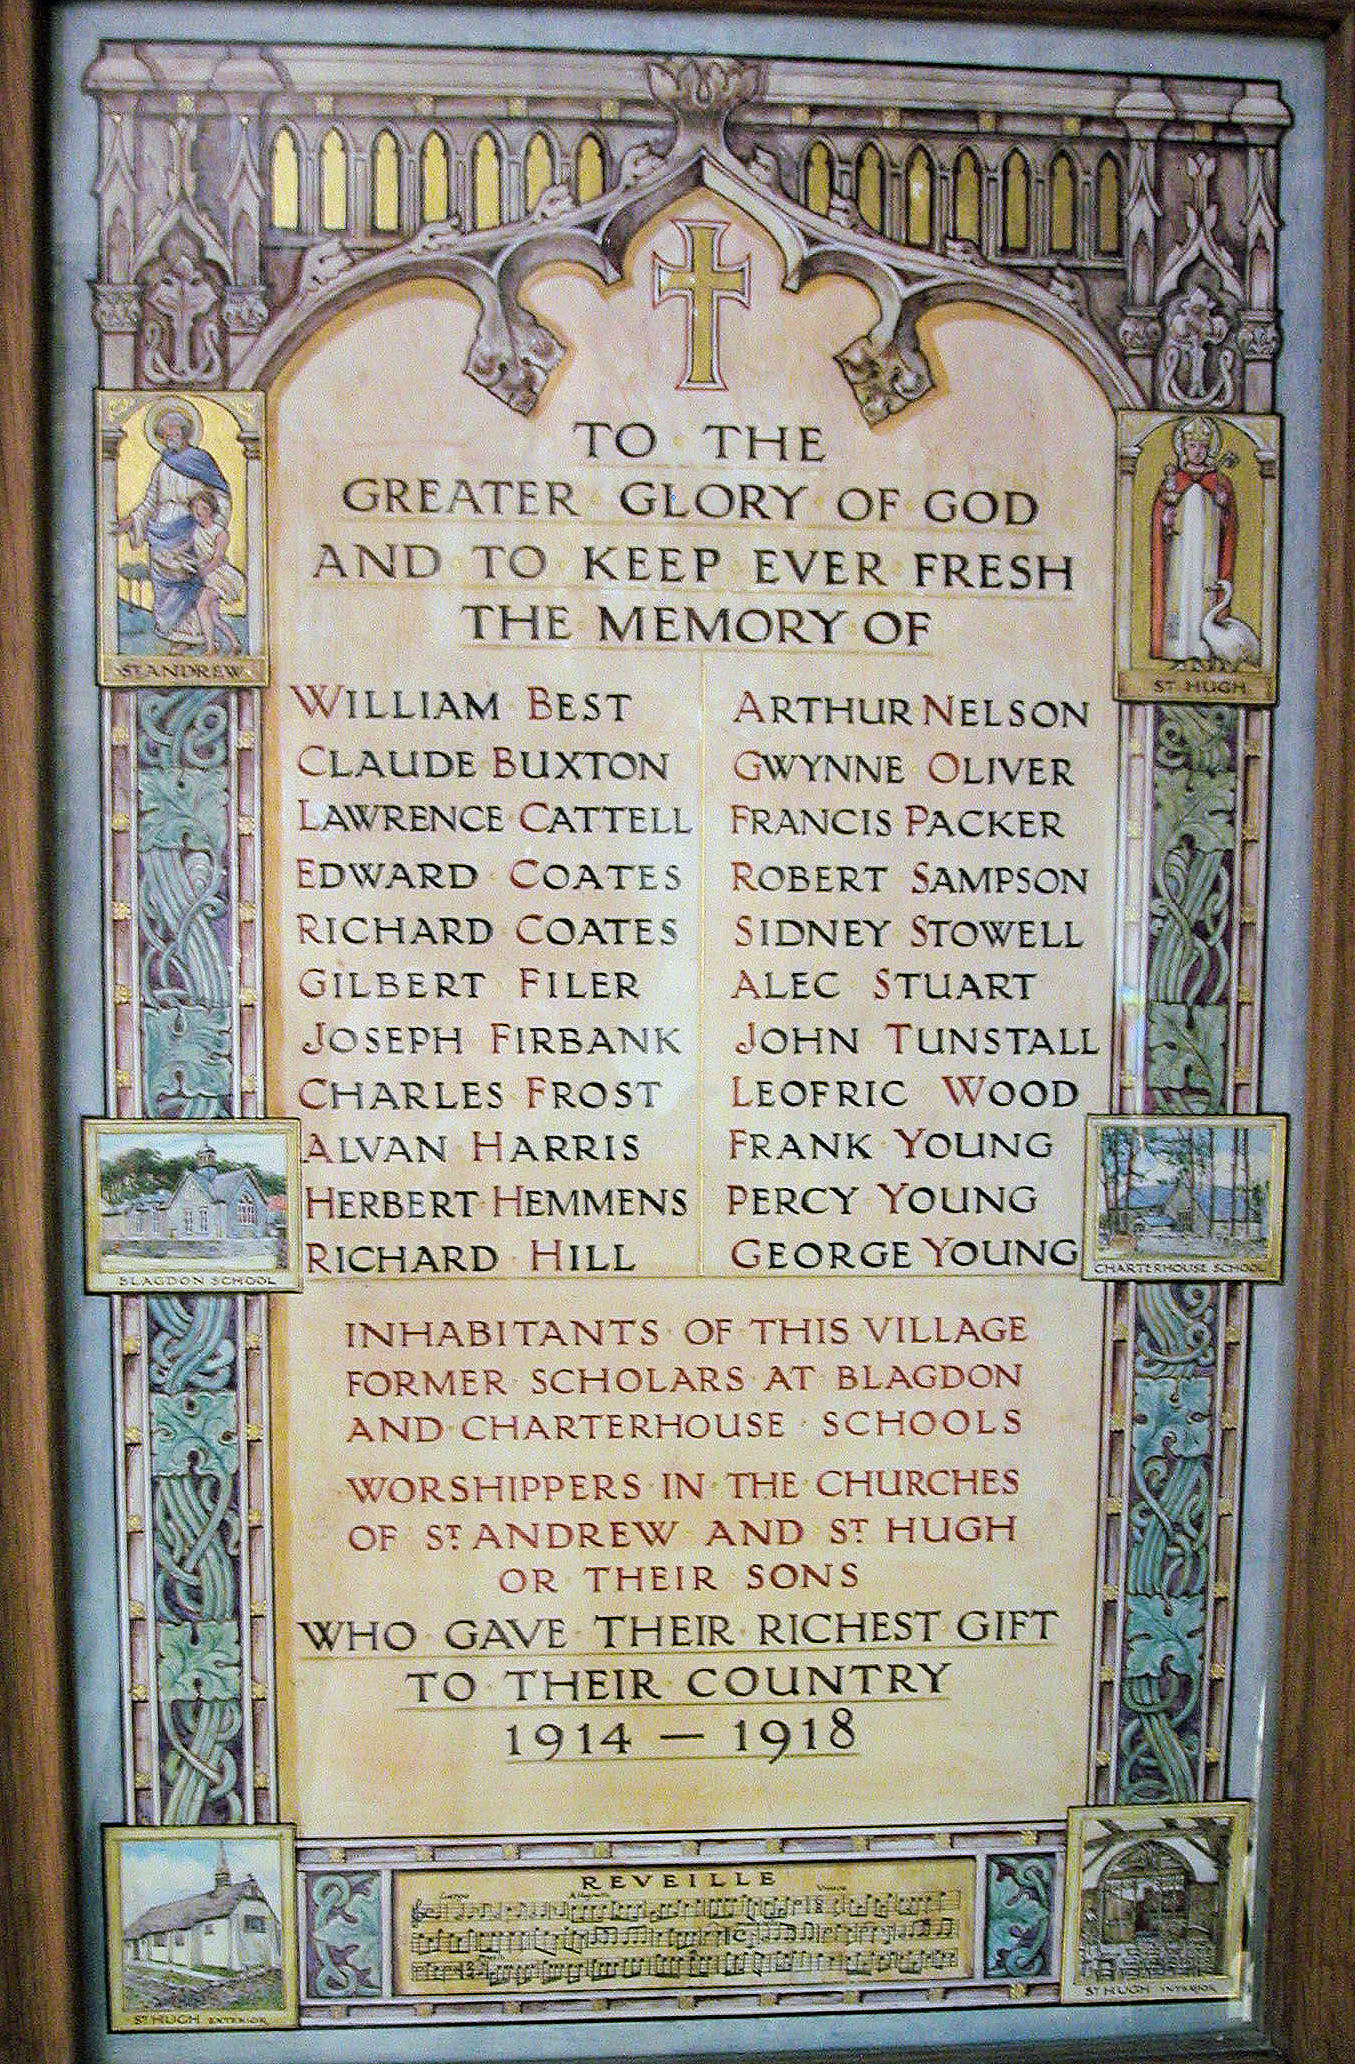 TO THE
GREATER GLORY OF GOD
AND TO KEEP EVER FRESH
THE MEMORY OF
ST ANDREW
ST HUGH
WILLIAM BEST
CLAUDE BUXTON
LAWRENCE CATTELL
EDWARD COATES
RICHARD COATES
GILBERT FILER
JOSEPH FIRBANK
CHARLES FROST
ALVAN HARRIS
HERBERT HEMMENS
RICHARD HILL
ARTHUR NELSON
GWYNNE OLIVER
FRANCIS PACKER
ROBERT SAMPSON
SIDNEY STOWELL
ALEC STUART
JOHN TUNSTALL
LEOFRIC WOOD
FRANK YOUNG
PERCY YOUNG
GEORGE YOUNG
BLAGDON SCHOOL
CHARTERHOUSE SCHOOL
INHABITANTS OF THIS VILLAGE
FORMER SCHOLARS AT BLAGDON
AND CHARTERHOUSE SCHOOLS
WORSHIPPERS IN THE CHURCHES
OF ST ANDREW AND ST HUGH
OR THEIR SONS
WHO GAVE THEIR RICHEST GIFT
TO THEIR COUNTRY
1914 — 1918
REVEILLE
ST HUGH EXTERIOR
ST HUGH INTERIOR